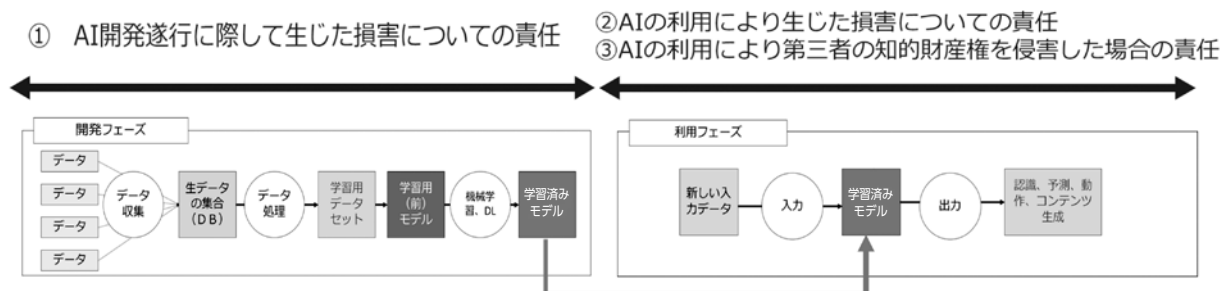 ① AI開発遂行に際して生じた損害についての責任
②AIの利用により生じた損害についての責任
③AIの利用により第三者の知的財産権を侵害した場合の責任
開発フェーズ
データ
データ
データ
データ
データ
収集
生データ
の集合
(DB)
データ
処理
学習用
データ
セット
学習用
(前)
モデル
機械学
習、DL
学習済み
モデル
利用フェーズ
新しい入
力データ
入力
学習済み
モデル
出力
認識、予測、動
作、コンテンツ
生成